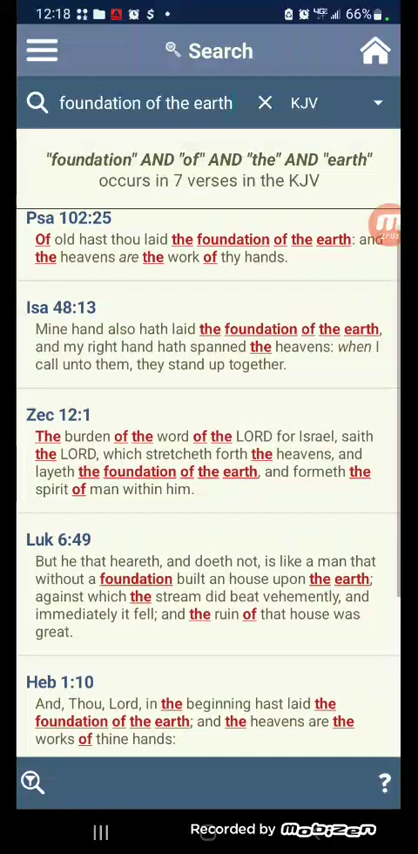 12:18 $ • 4G 66%
Search
foundation of the earth × KJV
"foundation" AND "of" AND "the" AND "earth"
occurs in 7 verses in the KJV
Psa 102:25
Of old hast thou laid the foundation of the earth: and
the heavens are the work of thy hands.
Isa 48:13
Mine hand also hath laid the foundation of the earth,
and my right hand hath spanned the heavens: when I
call unto them, they stand up together.
Zec 12:1
The burden of the word of the LORD for Israel, saith
the LORD, which stretcheth forth the heavens, and
layeth the foundation of the earth, and formeth the
spirit of man within him.
Luk 6:49
But he that heareth, and doeth not, is like a man that
without a foundation built an house upon the earth;
against which the stream did beat vehemently, and
immediately it fell; and the ruin of that house was
great.
Heb 1:10
And, Thou, Lord, in the beginning hast laid the
foundation of the earth; and the heavens are the
works of thine hands:
?
Recorded by MOBIZEN